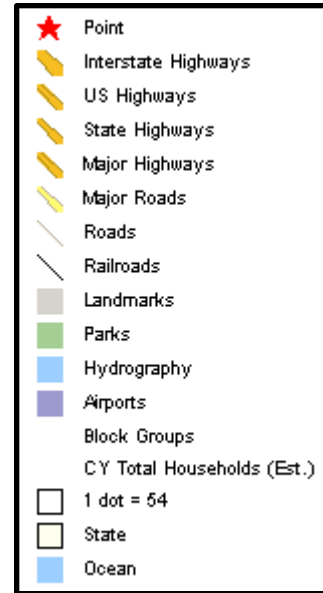 Point
Interstate Highways
US Highways
State Highways
Major Highways
Major Roads
Roads
Railroads
Landmarks
Parks
Hydrography
Airports
Block Groups
CY Total Households (Est.)
1 dot = 54
State
Ocean